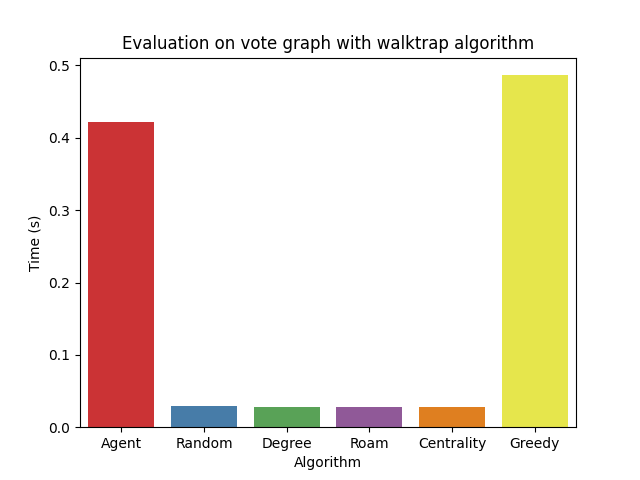 Evaluation on vote graph with walktrap algorithm
0.5
0.4
0.3
0.2
0.1
0.0
Time (s)
Agent Random Degree Roam Centrality Greedy
Algorithm